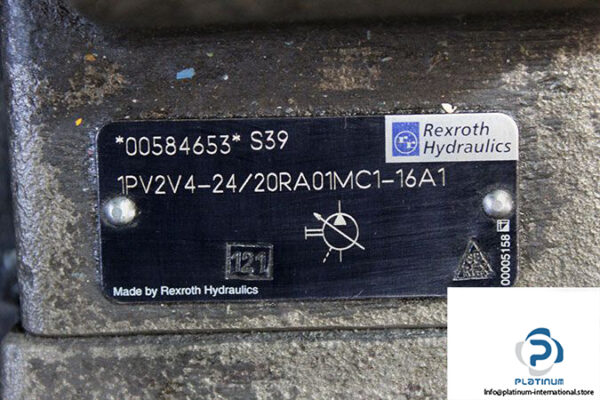 *00584653* S39
Rexroth
Hydraulics
1PV2V4-24/20RA01MC1-16A1
121
00005158
Made by Rexroth Hydraulics
PLATINUM
Info@platinum-international.store